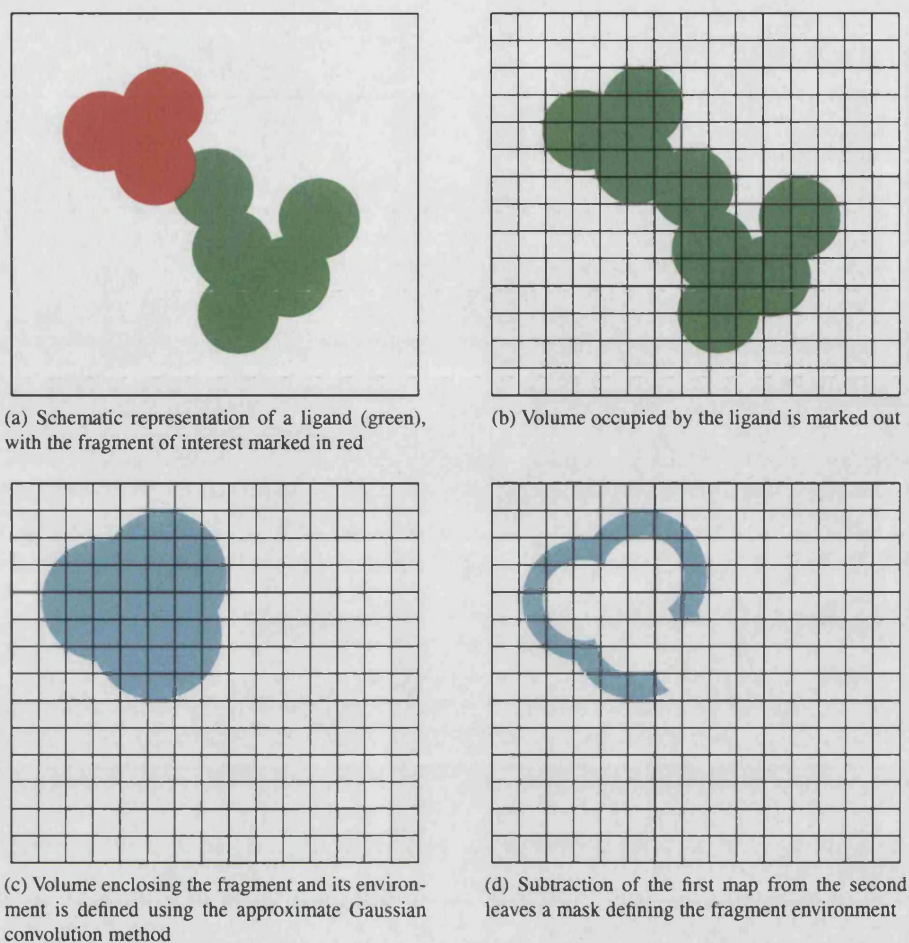 (a) Schematic representation of a ligand (green),
with the fragment of interest marked in red
(b) Volume occupied by the ligand is marked out
(c) Volume enclosing the fragment and its environ-
ment is defined using the approximate Gaussian
convolution method
(d) Subtraction of the first map from the second
leaves a mask defining the fragment environment